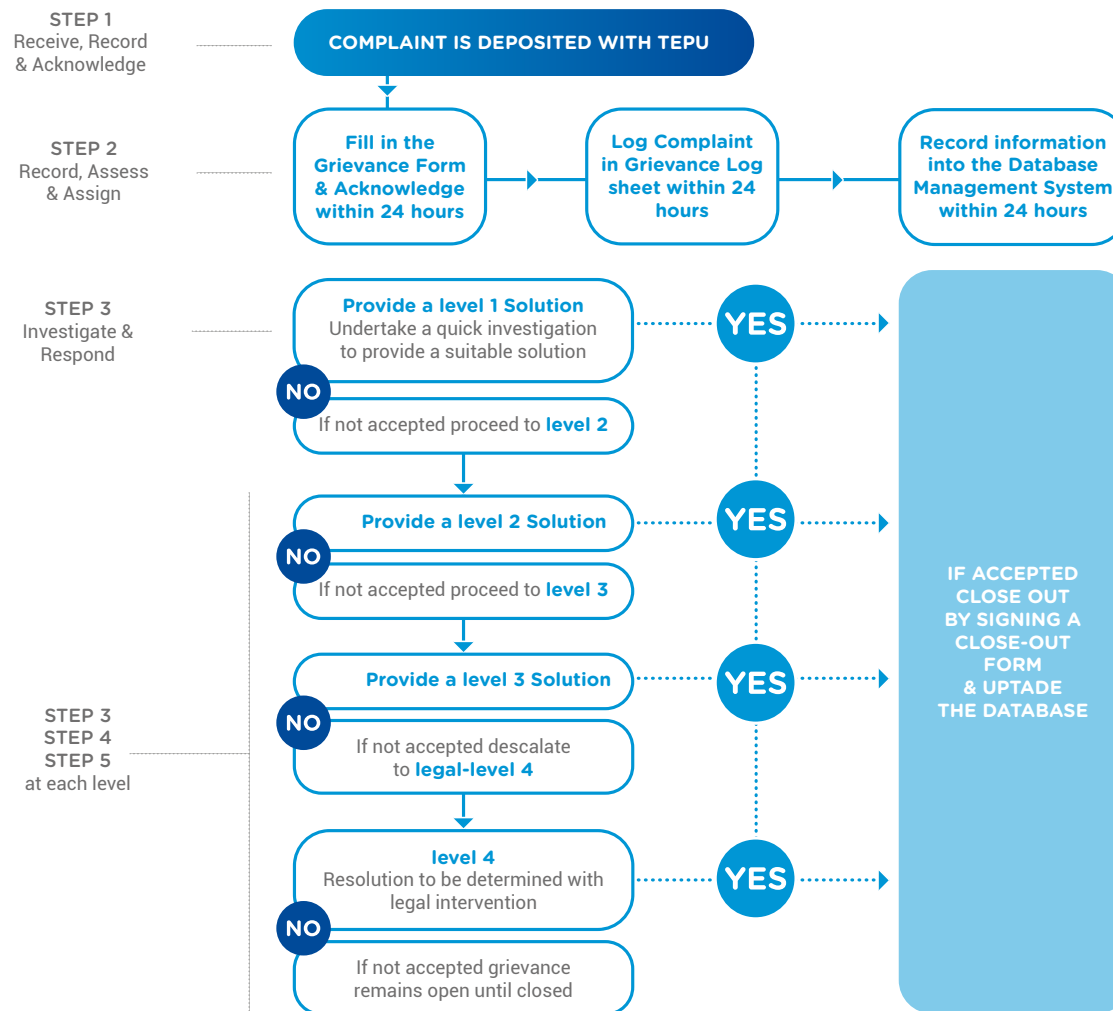 STEP 1
Receive, Record
& Acknowledge
COMPLAINT IS DEPOSITED WITH TEPU
STEP 2
Record, Assess
& Assign
Fill in the
Grievance Form
& Acknowledge
within 24 hours
Log Complaint
in Grievance Log
sheet within 24
hours
Record information
into the Database
Management System
within 24 hours
STEP 3
Investigate &
Respond
Provide a level 1 Solution
Undertake a quick investigation
to provide a suitable solution
YES
NO
If not accepted proceed to level 2
Provide a level 2 Solution
YES
NO
If not accepted proceed to level 3
Provide a level 3 Solution
YES
NO
If not accepted descalate
to legal-level 4
STEP 3
STEP 4
STEP 5
at each level
level 4
Resolution to be determined with
legal intervention
YES
NO
If not accepted grievance
remains open until closed
IF ACCEPTED
CLOSE OUT
BY SIGNING A
CLOSE-OUT
FORM
& UPTADE
THE DATABASE